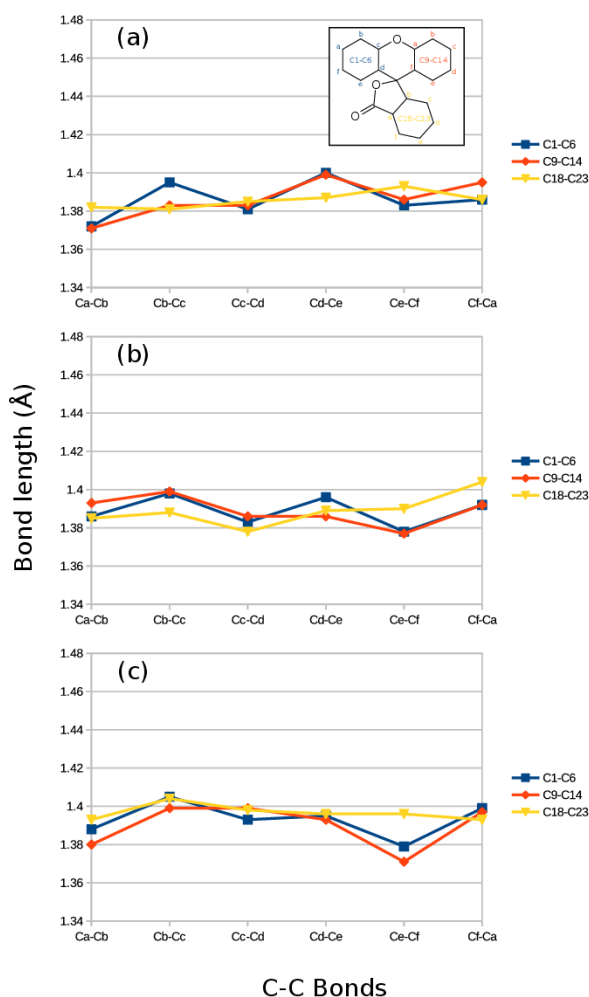 Bond length (Å)
(a)
1.48
1.46
1.44
1.42
1.4
1.38
1.36
1.34
Ca-Cb
Cb-Cc
Cc-Cd
Cd-Ce
Ce-Cf
Cf-Ca
O
O
O
C1-C6
a
b
c
d
e
f
C9-C14
a
b
c
d
e
f
C18-C23
C1-C6
C9-C14
C18-C23
(b)
1.48
1.46
1.44
1.42
1.4
1.38
1.36
1.34
Ca-Cb
Cb-Cc
Cc-Cd
Cd-Ce
Ce-Cf
Cf-Ca
C1-C6
C9-C14
C18-C23
(c)
1.48
1.46
1.44
1.42
1.4
1.38
1.36
1.34
Ca-Cb
Cb-Cc
Cc-Cd
Cd-Ce
Ce-Cf
Cf-Ca
C1-C6
C9-C14
C18-C23
C-C Bonds